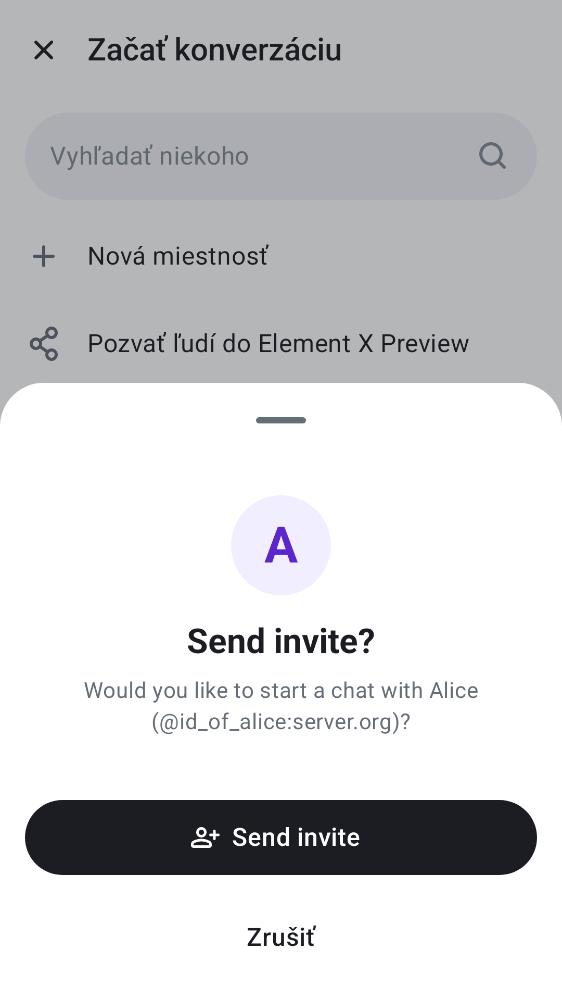 Začať konverzáciu
Vyhľadať niekoho
Nová miestnosť
Pozvať ľudí do Element X Preview
A
Send invite?
Would you like to start a chat with Alice
(@id_of_alice:server.org)?
Send invite
Zrušiť